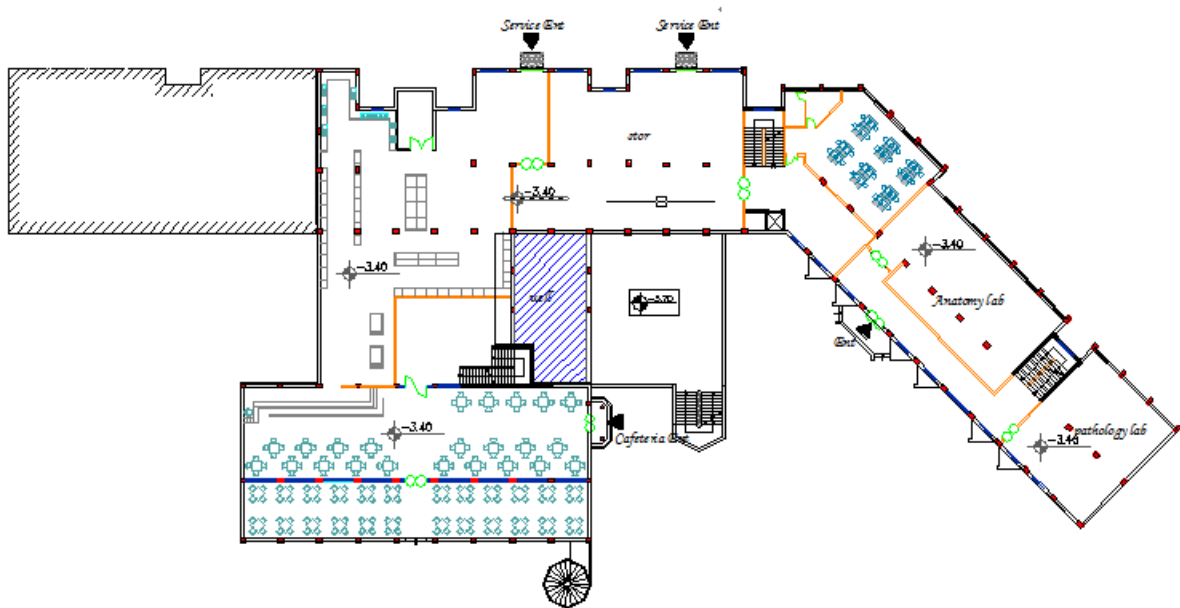 Service Ent
Service Ent
stor
-3.40
-3.40
-3.40
-3.70
Anatomy lab
Ent
-3.40
Cafeteria Ent
pathology lab